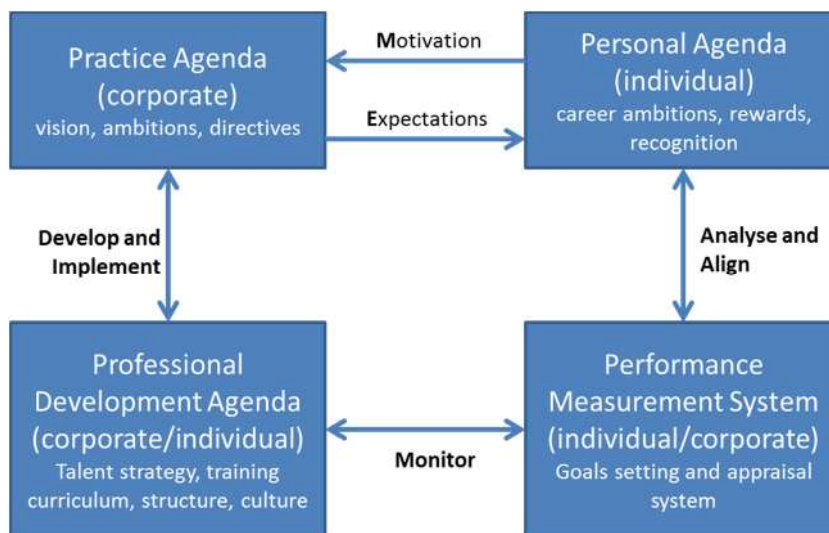 Practice Agenda
(corporate)
vision, ambitions, directives
Motivation
Expectations
Personal Agenda
(individual)
career ambitions, rewards,
recognition
Develop and
Implement
Analyse and
Align
Professional
Development Agenda
(corporate/individual)
Talent strategy, training
curriculum, structure, culture
Monitor
Performance
Measurement System
(individual/corporate)
Goals setting and appraisal
system